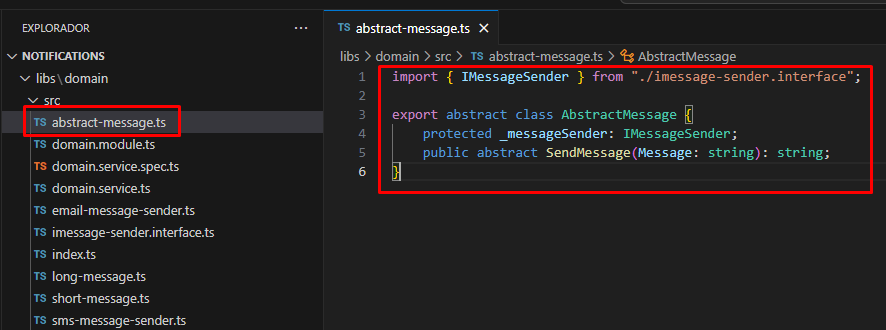 EXPLORADOR ...
NOTIFICATIONS
libs\domain
src
TS abstract-message.ts
TS domain.module.ts
TS domain.service.spec.ts
TS domain.service.ts
TS email-message-sender.ts
TS imessage-sender.interface.ts
TS index.ts
TS long-message.ts
TS short-message.ts
TS sms-message-sender.ts
TS abstract-message.ts
libs > domain > src > TS abstract-message.ts > AbstractMessage
1 import { IMessageSender } from "./imessage-sender.interface";
2
3 export abstract class AbstractMessage {
4     protected _messageSender: IMessageSender;
5     public abstract SendMessage(Message: string): string;
6 }